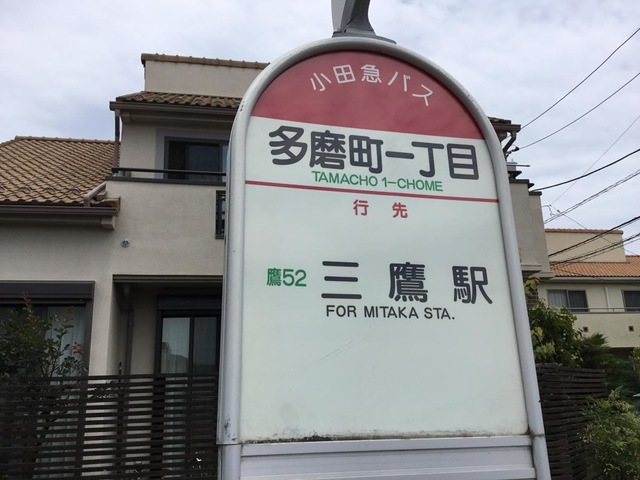 小田急バス
多磨町一丁目
TAMACHO 1-CHOME
行先
鷹52 三鷹駅
FOR MITAKA STA.